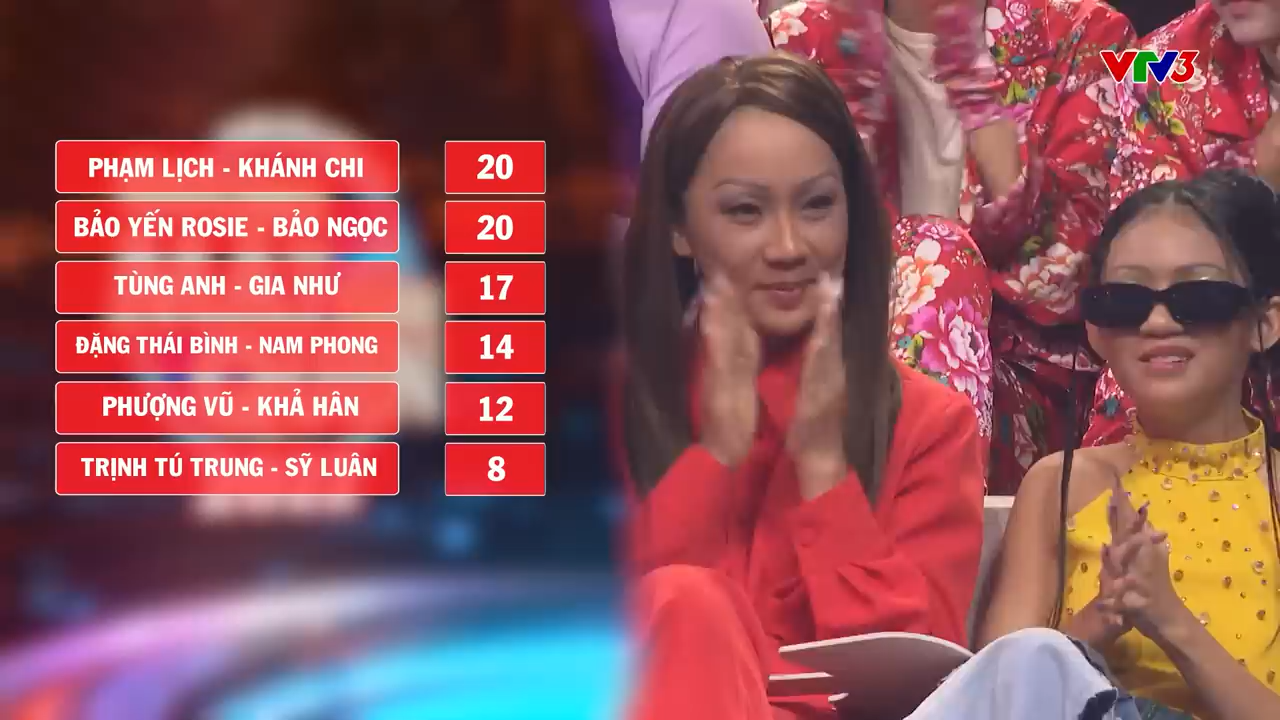 VTV3
PHẠM LỊCH - KHÁNH CHI 20
BẢO YẾN ROSIE - BẢO NGỌC 20
TÙNG ANH - GIA NHƯ 17
ĐẶNG THÁI BÌNH - NAM PHONG 14
PHƯỢNG VŨ - KHẢ HÂN 12
TRỊNH TÚ TRUNG - SỸ LUÂN 8